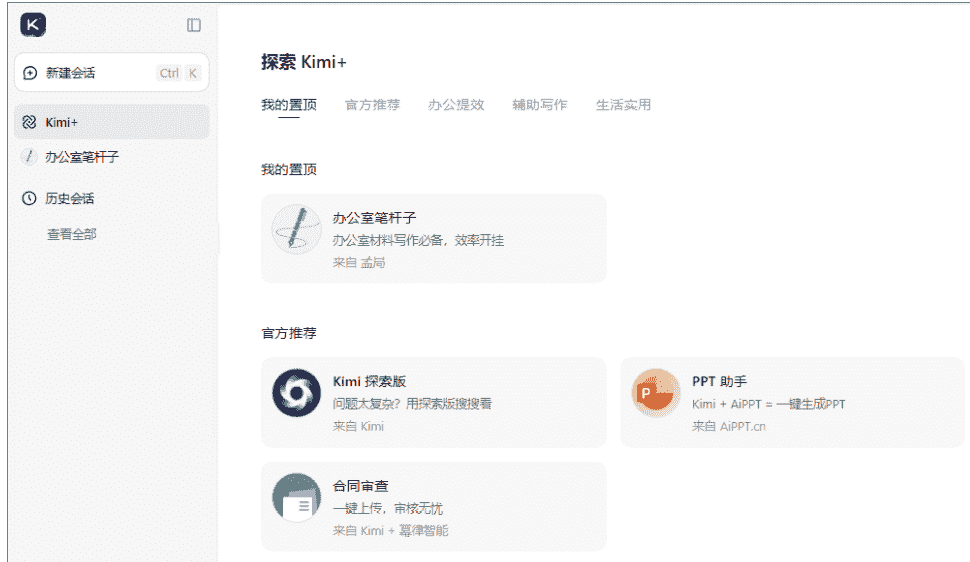 K
新建会话 Ctrl K
Kimi+
办公室笔杆子
历史会话
查看全部
探索 Kimi+
我的置顶 官方推荐 办公提效 辅助写作 生活实用
我的置顶
办公室笔杆子
办公室材料写作必备，效率开挂
来自 孟局
官方推荐
Kimi 探索版
问题太复杂？用探索版搜搜看
来自 Kimi
P
PPT 助手
Kimi + AiPPT = 一键生成PPT
来自 AiPPT.cn
合同审查
一键上传，审核无忧
来自 Kimi + 幂律智能